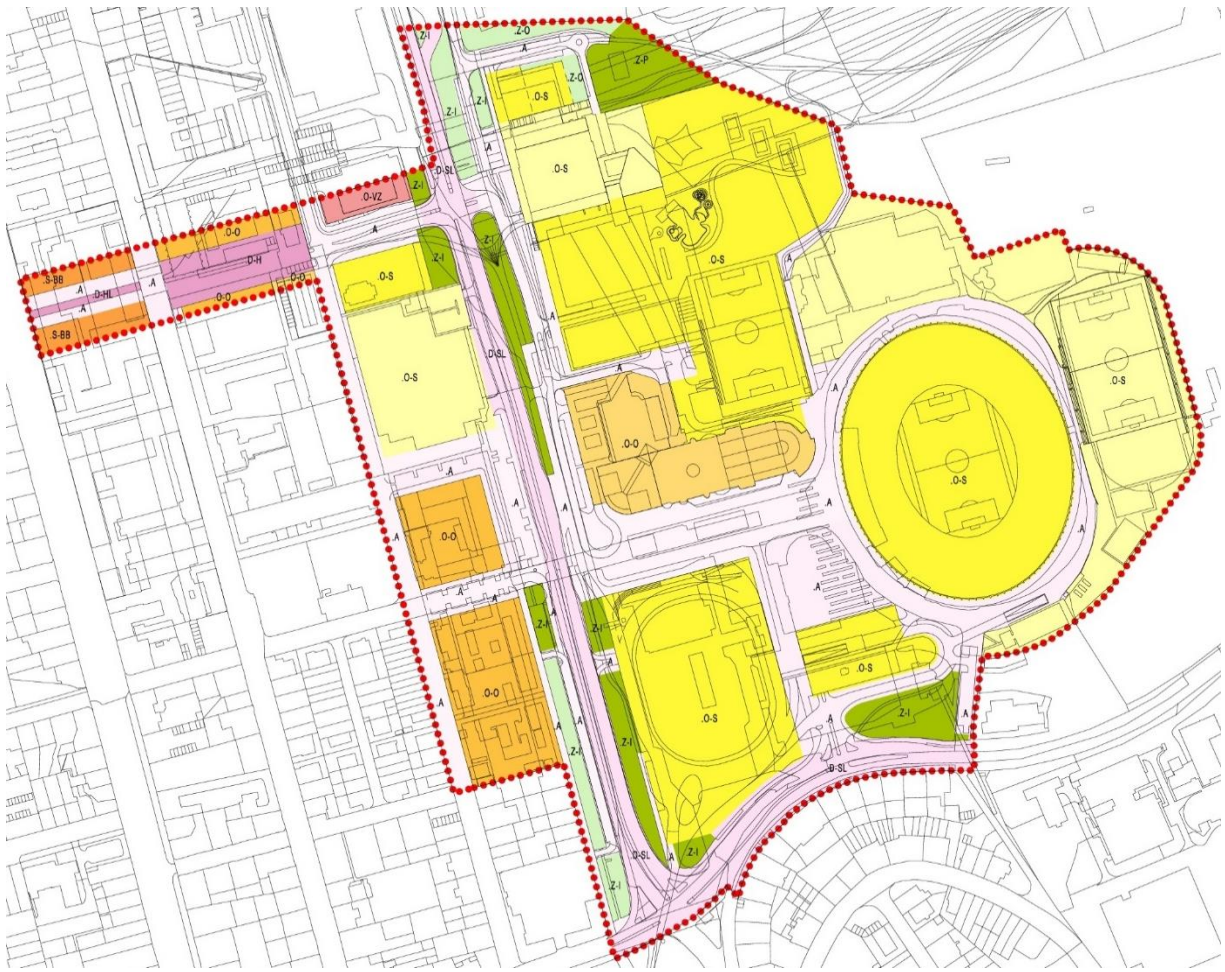 .Z-I
.Z-O
.A
.Z-P
.Z-I
.Z-I
.O-S
.Z-O
.A
.D-SL
.O-S
.Z-I
.O-VZ
.A
.O-O
.D-H
.O-O
.O-O
.S-BB
.A
.D-HL
.A
.A
.S-BB
.O-S
.Z-I
.Z-I
.O-S
.A
.A
.D-SL
.A
.O-S
.A
.O-S
.O-O
.A
.A
.A
.A
.O-S
.A
.A
.O-O
.A
.A
.A
.Z-I
.A
.Z-I
.A
.A
.O-S
.O-O
.A
.A
.A
.Z-I
.Z-I
.O-S
.A
.Z-I
.A
.D-SL
.D-SL
.A
.Z-I
.Z-I